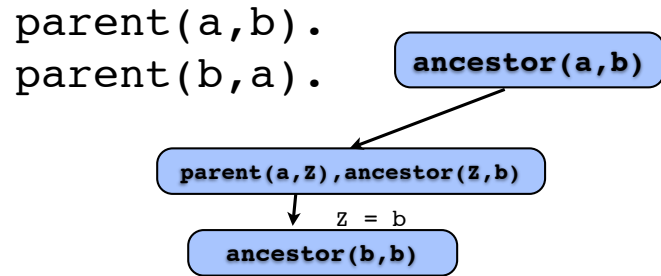 parent(a,b).
parent(b,a).
ancestor(a,b)
parent(a,Z),ancestor(Z,b)
Z = b
ancestor(b,b)